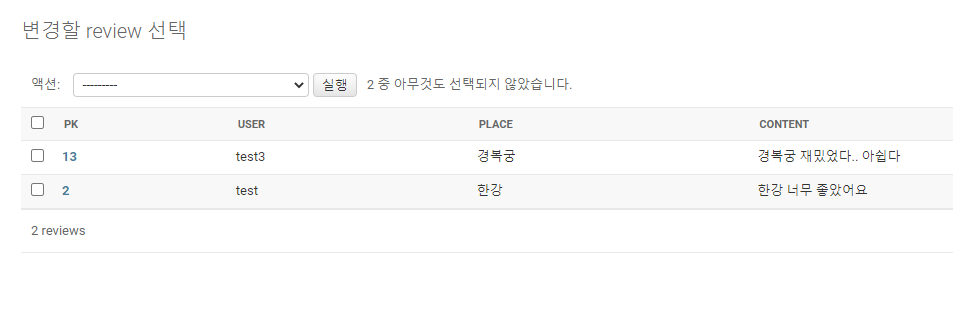 변경할 review 선택
액션: --------- 실행 2 중 아무것도 선택되지 않았습니다.
PK USER PLACE CONTENT
13 test3 경복궁 경복궁 재밌었다.. 아쉽다
2 test 한강 한강 너무 좋았어요
2 reviews